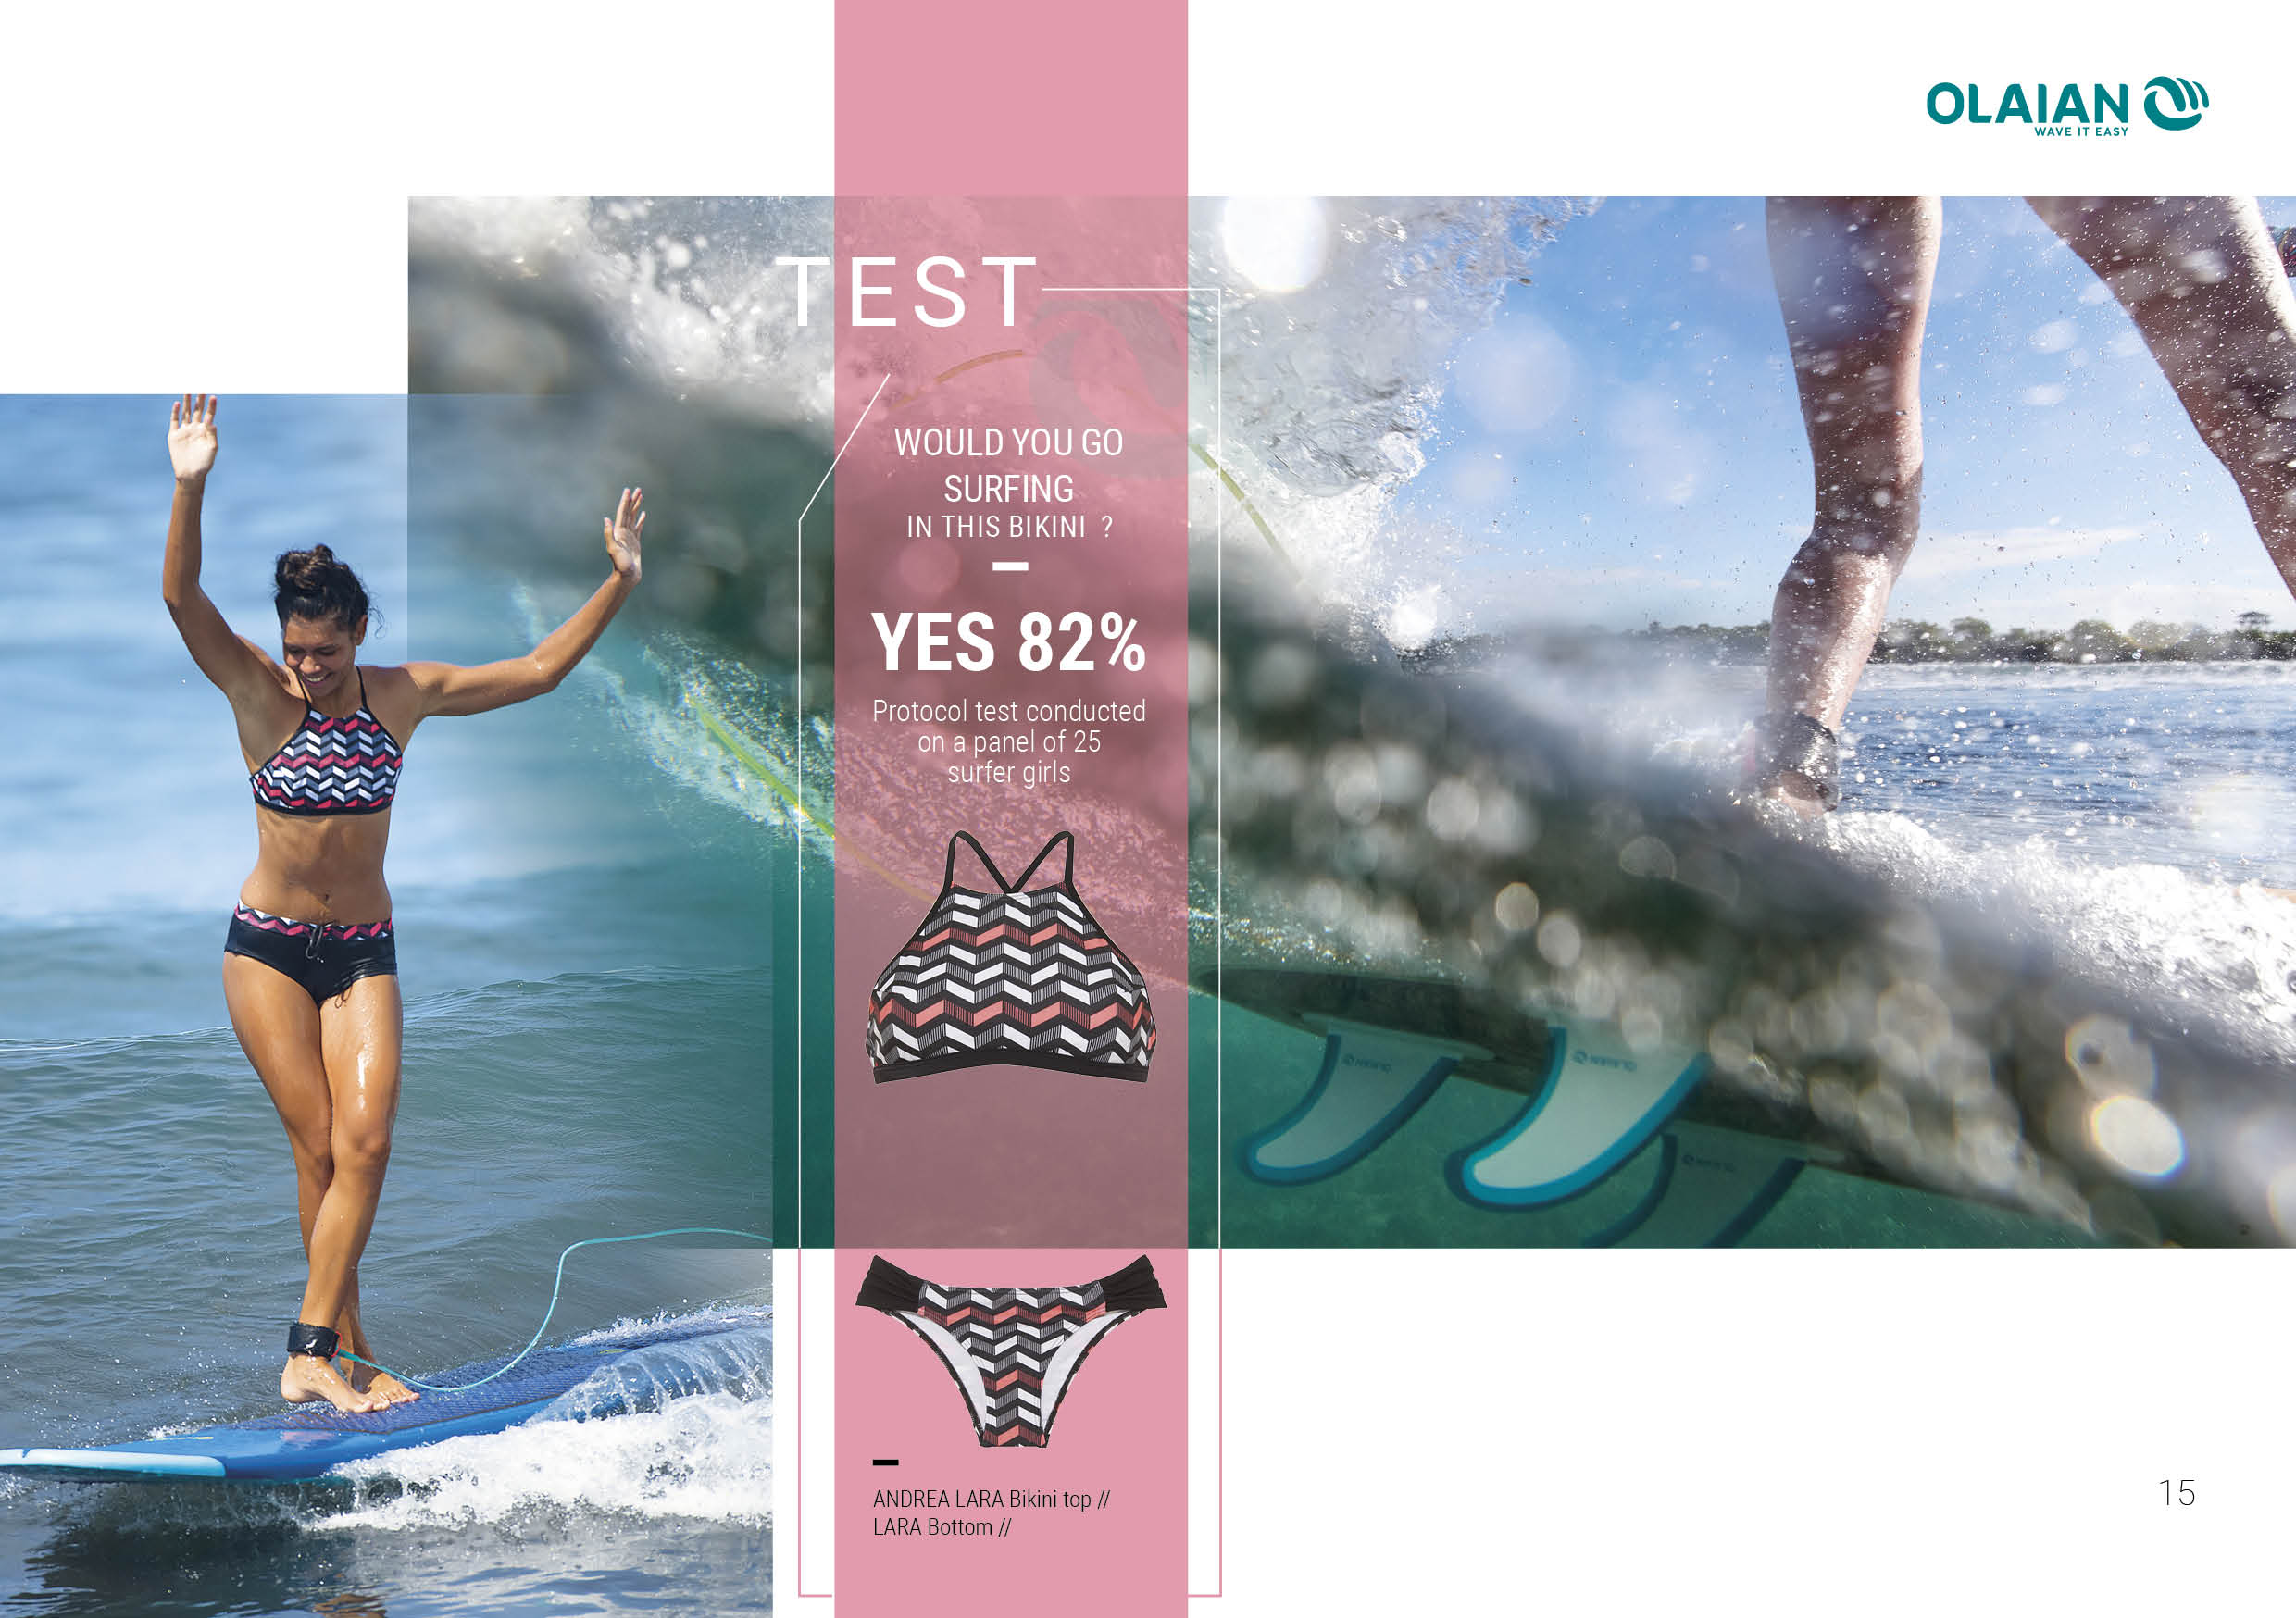 OLAIAN
WAVE IT EASY
TEST
WOULD YOU GO
SURFING
IN THIS BIKINI ?
YES 82%
Protocol test conducted
on a panel of 25
surfer girls
ANDREA LARA Bikini top //
LARA Bottom //
15